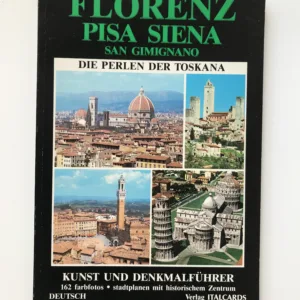 FLORENZ
PISA SIENA
SAN GIMIGNANO
DIE PERLEN DER TOSKANA
KUNST UND DENKMALFÜHRER
162 farbfotos • stadtplanen mit historischem Zentrum
DEUTSCH Verlag ITALCARDS